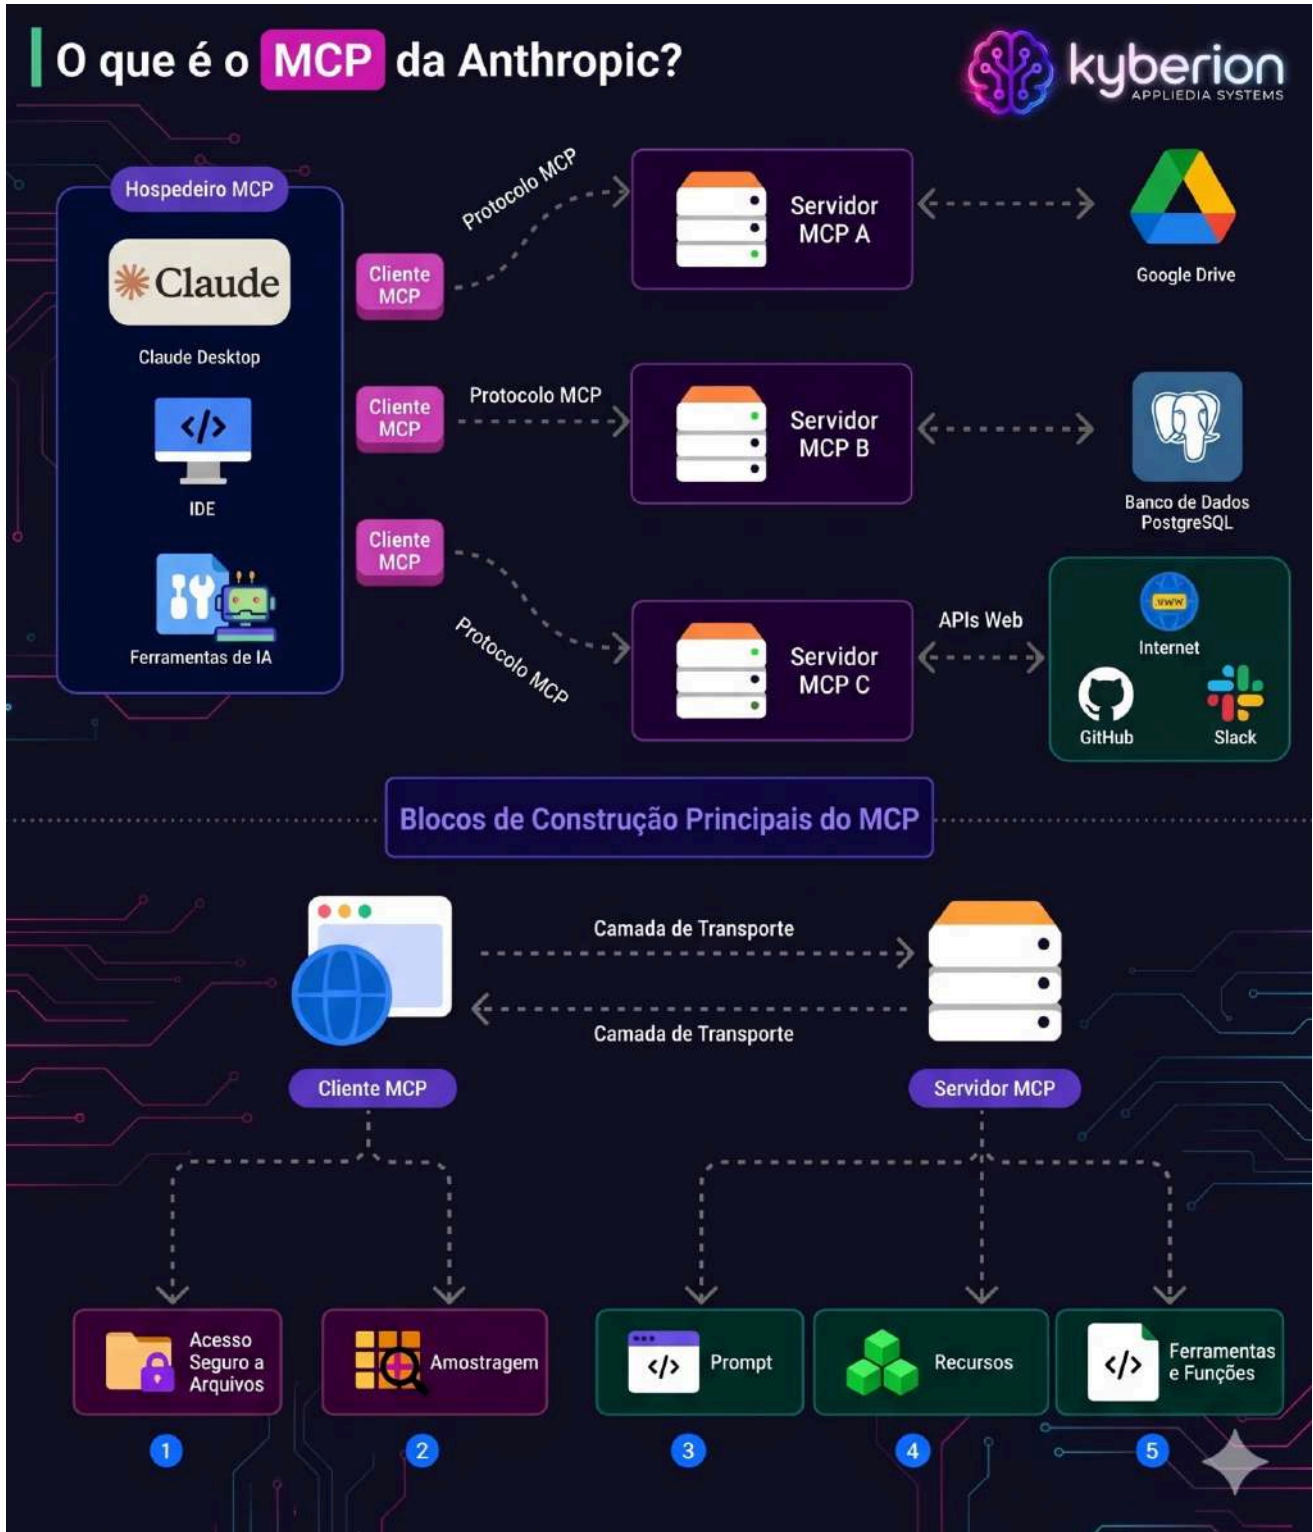 O que é o MCP da Anthropic?
kyberion
APPLIEDIA SYSTEMS
Hospedeiro MCP
Claude
Claude Desktop
IDE
Ferramentas de IA
Cliente
MCP
Protocolo MCP
Servidor
MCP A
Google Drive
Cliente
MCP
Protocolo MCP
Servidor
MCP B
Banco de Dados
PostgreSQL
Cliente
MCP
Protocolo MCP
Servidor
MCP C
APIs Web
www
Internet
GitHub
Slack
Blocos de Construção Principais do MCP
Camada de Transporte
Camada de Transporte
Cliente MCP
Servidor MCP
Acesso
Seguro a
Arquivos
Amostragem
</> Prompt
Recursos
</> Ferramentas
e Funções
1
2
3
4
5